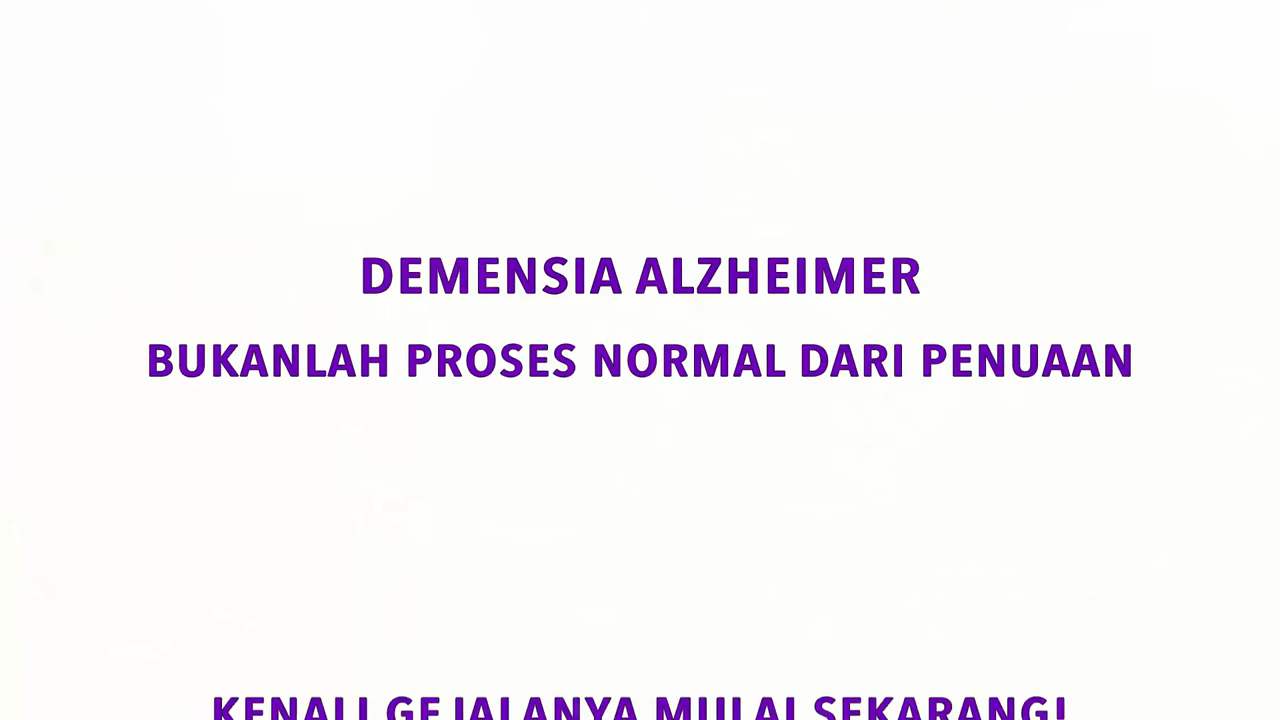 DEMENSIA ALZHEIMER
BUKANLAH PROSES NORMAL DARI PENUAAN
KENALI GEJALANYA MULAI SEKARANG!